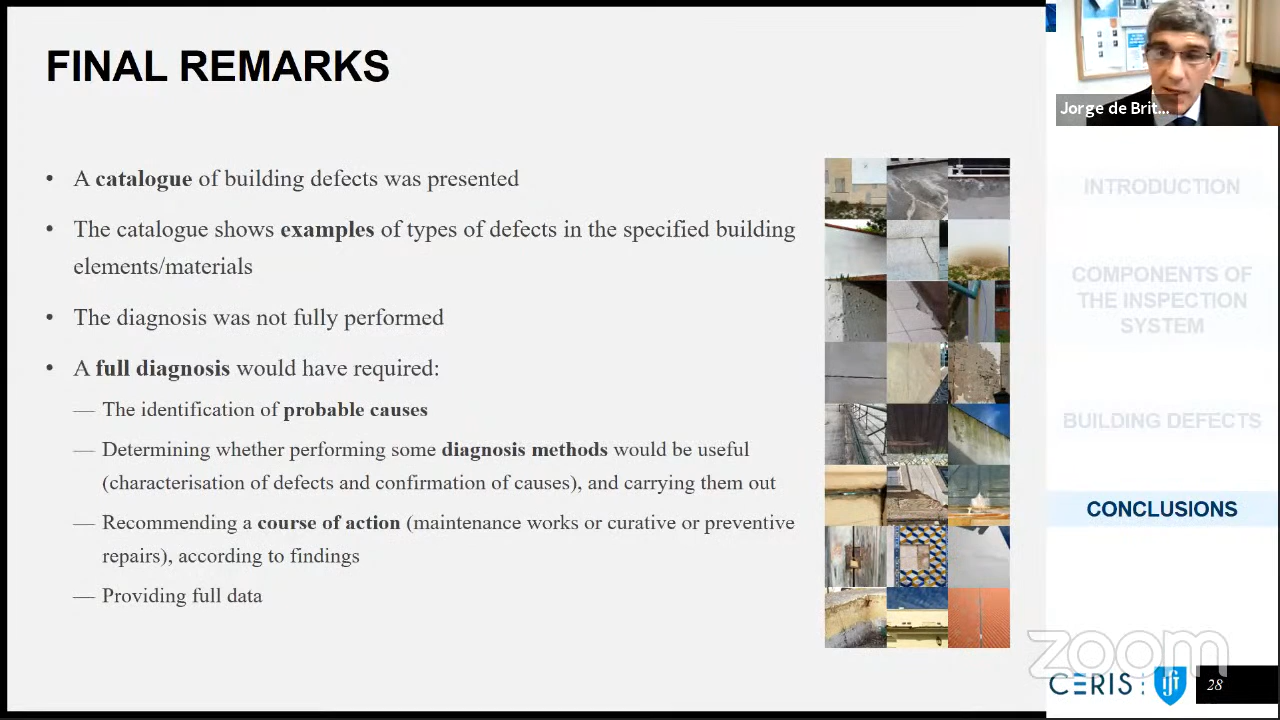 FINAL REMARKS
• A catalogue of building defects was presented
• The catalogue shows examples of types of defects in the specified building
elements/materials
• The diagnosis was not fully performed
• A full diagnosis would have required:
— The identification of probable causes
— Determining whether performing some diagnosis methods would be useful
(characterisation of defects and confirmation of causes), and carrying them out
— Recommending a course of action (maintenance works or curative or preventive
repairs), according to findings
— Providing full data
Jorge de Brit...
INTRODUCTION
COMPONENTS OF
THE INSPECTION
SYSTEM
BUILDING DEFECTS
CONCLUSIONS
zoom
CERIS
28